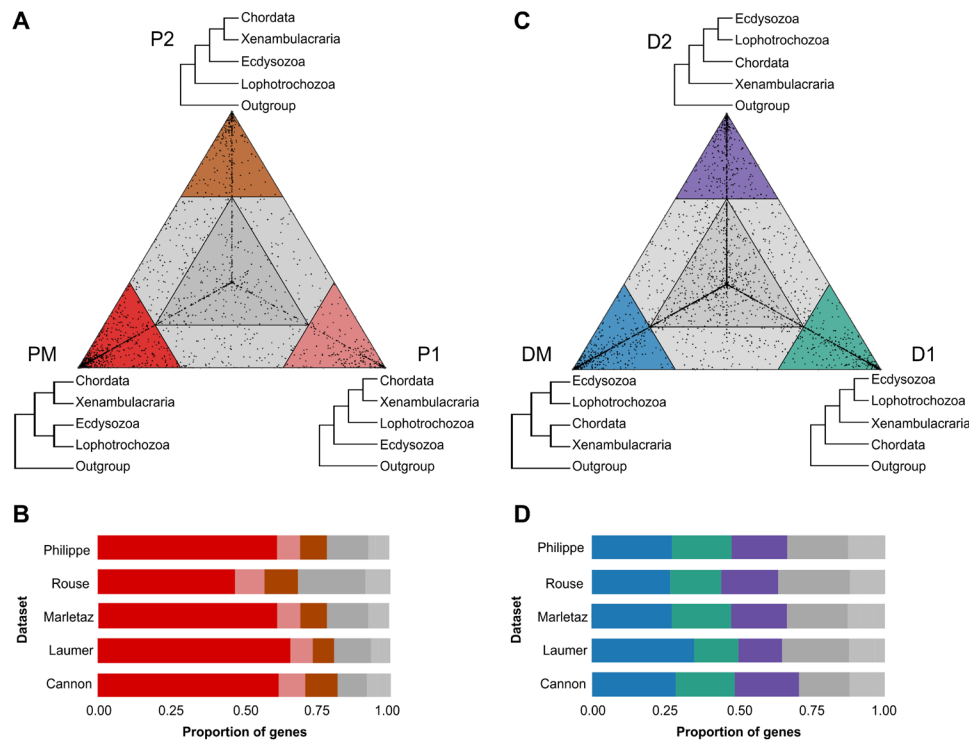 A
P2
Chordata
Xenambulacraria
Ecdysozoa
Lophotrochozoa
Outgroup
PM
Chordata
Xenambulacraria
Ecdysozoa
Lophotrochozoa
Outgroup
P1
Chordata
Xenambulacraria
Lophotrochozoa
Ecdysozoa
Outgroup
C
D2
Ecdysozoa
Lophotrochozoa
Chordata
Xenambulacraria
Outgroup
DM
Ecdysozoa
Lophotrochozoa
Chordata
Xenambulacraria
Outgroup
D1
Ecdysozoa
Lophotrochozoa
Xenambulacraria
Chordata
Outgroup
B
Dataset
Philippe
Rouse
Marletaz
Laumer
Cannon
0.00 0.25 0.50 0.75 1.00
Proportion of genes
D
Dataset
Philippe
Rouse
Marletaz
Laumer
Cannon
0.00 0.25 0.50 0.75 1.00
Proportion of genes